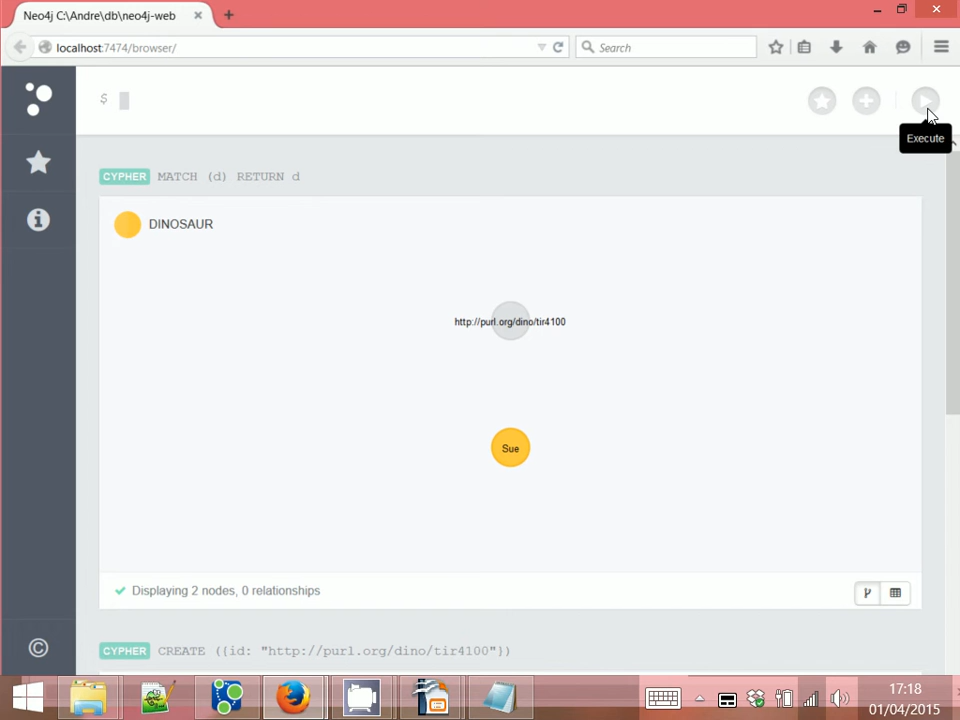 Neo4j C:\Andre\db\neo4j-web
localhost:7474/browser/
Search
$
Execute
CYPHER MATCH (d) RETURN d
DINOSAUR
http://purl.org/dino/tir4100
Sue
Displaying 2 nodes, 0 relationships
CYPHER CREATE ({id: "http://purl.org/dino/tir4100"})
17:18
01/04/2015